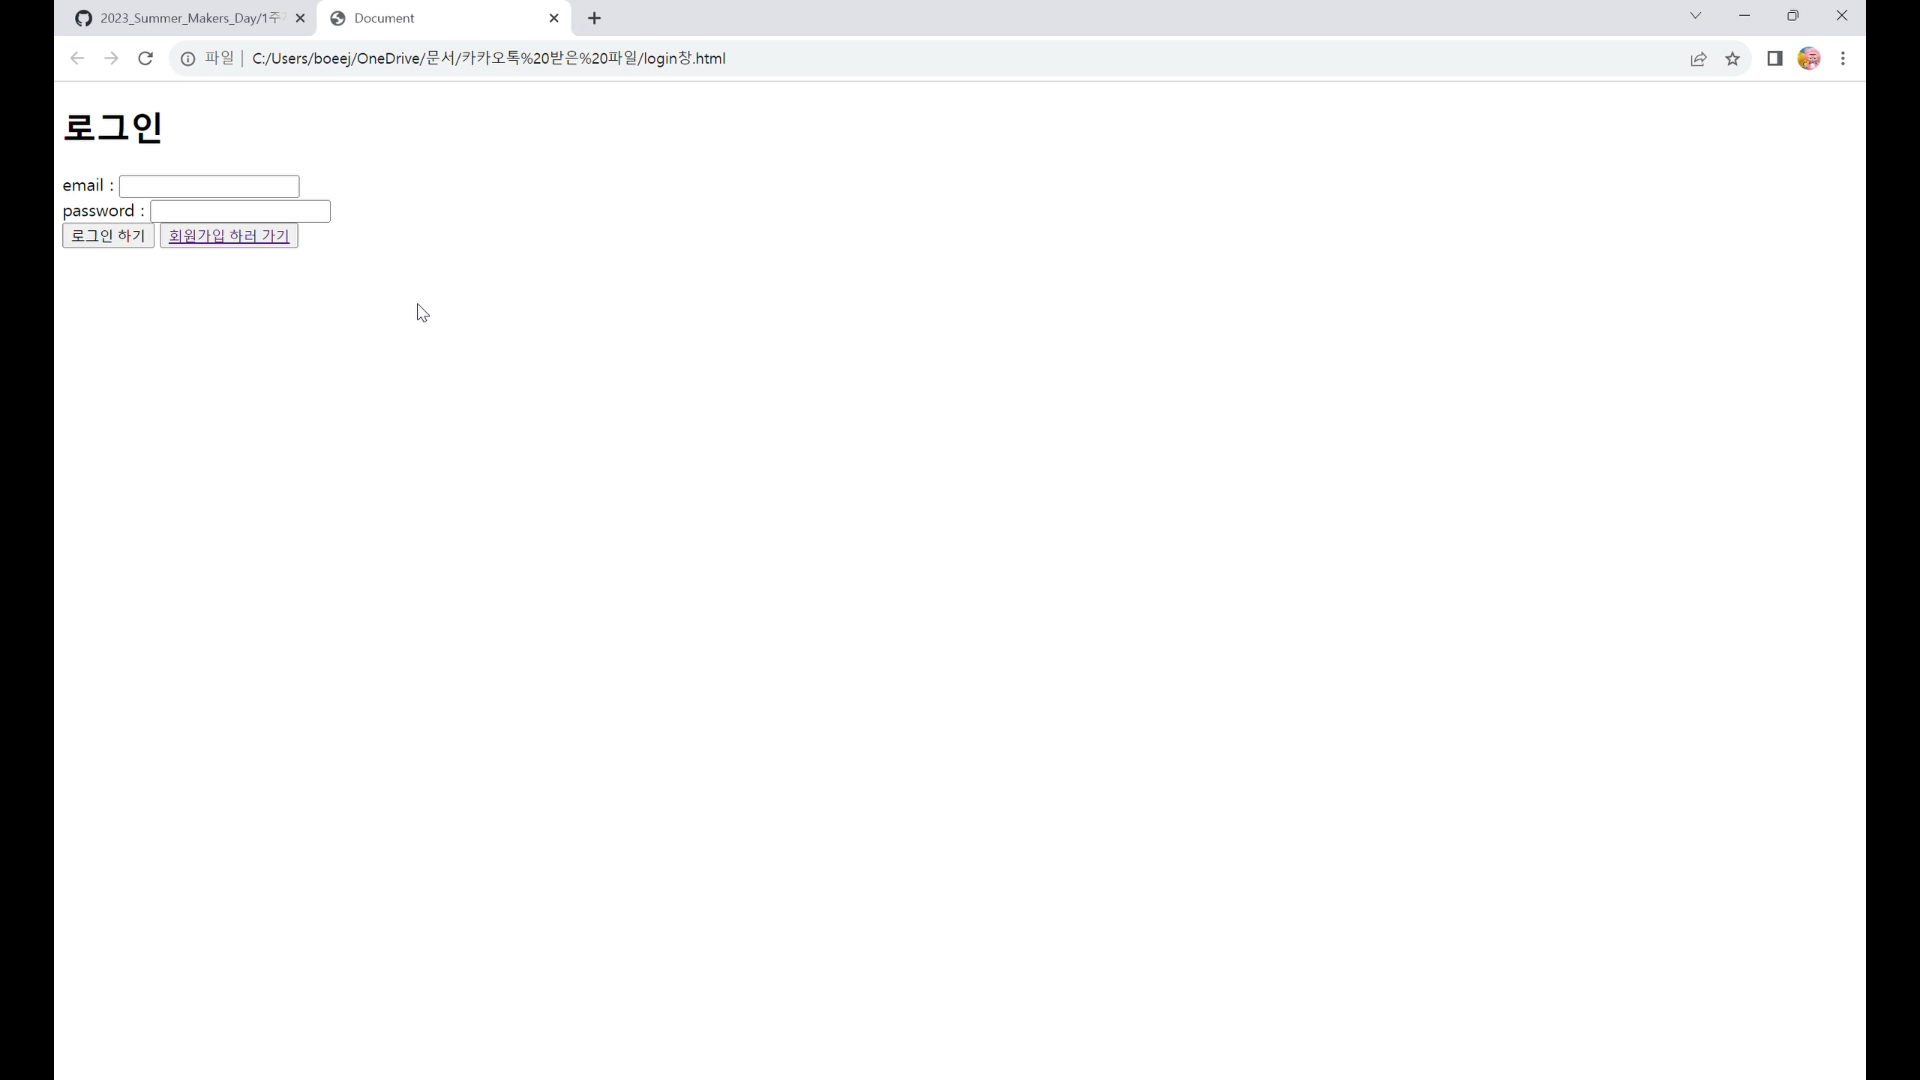 2023_Summer_Makers_Day/1주
Document
파일
C:/Users/boeej/OneDrive/문서/카카오톡%20받은%20파일/login창.html
로그인
email :
password :
로그인 하기 회원가입 하러 가기